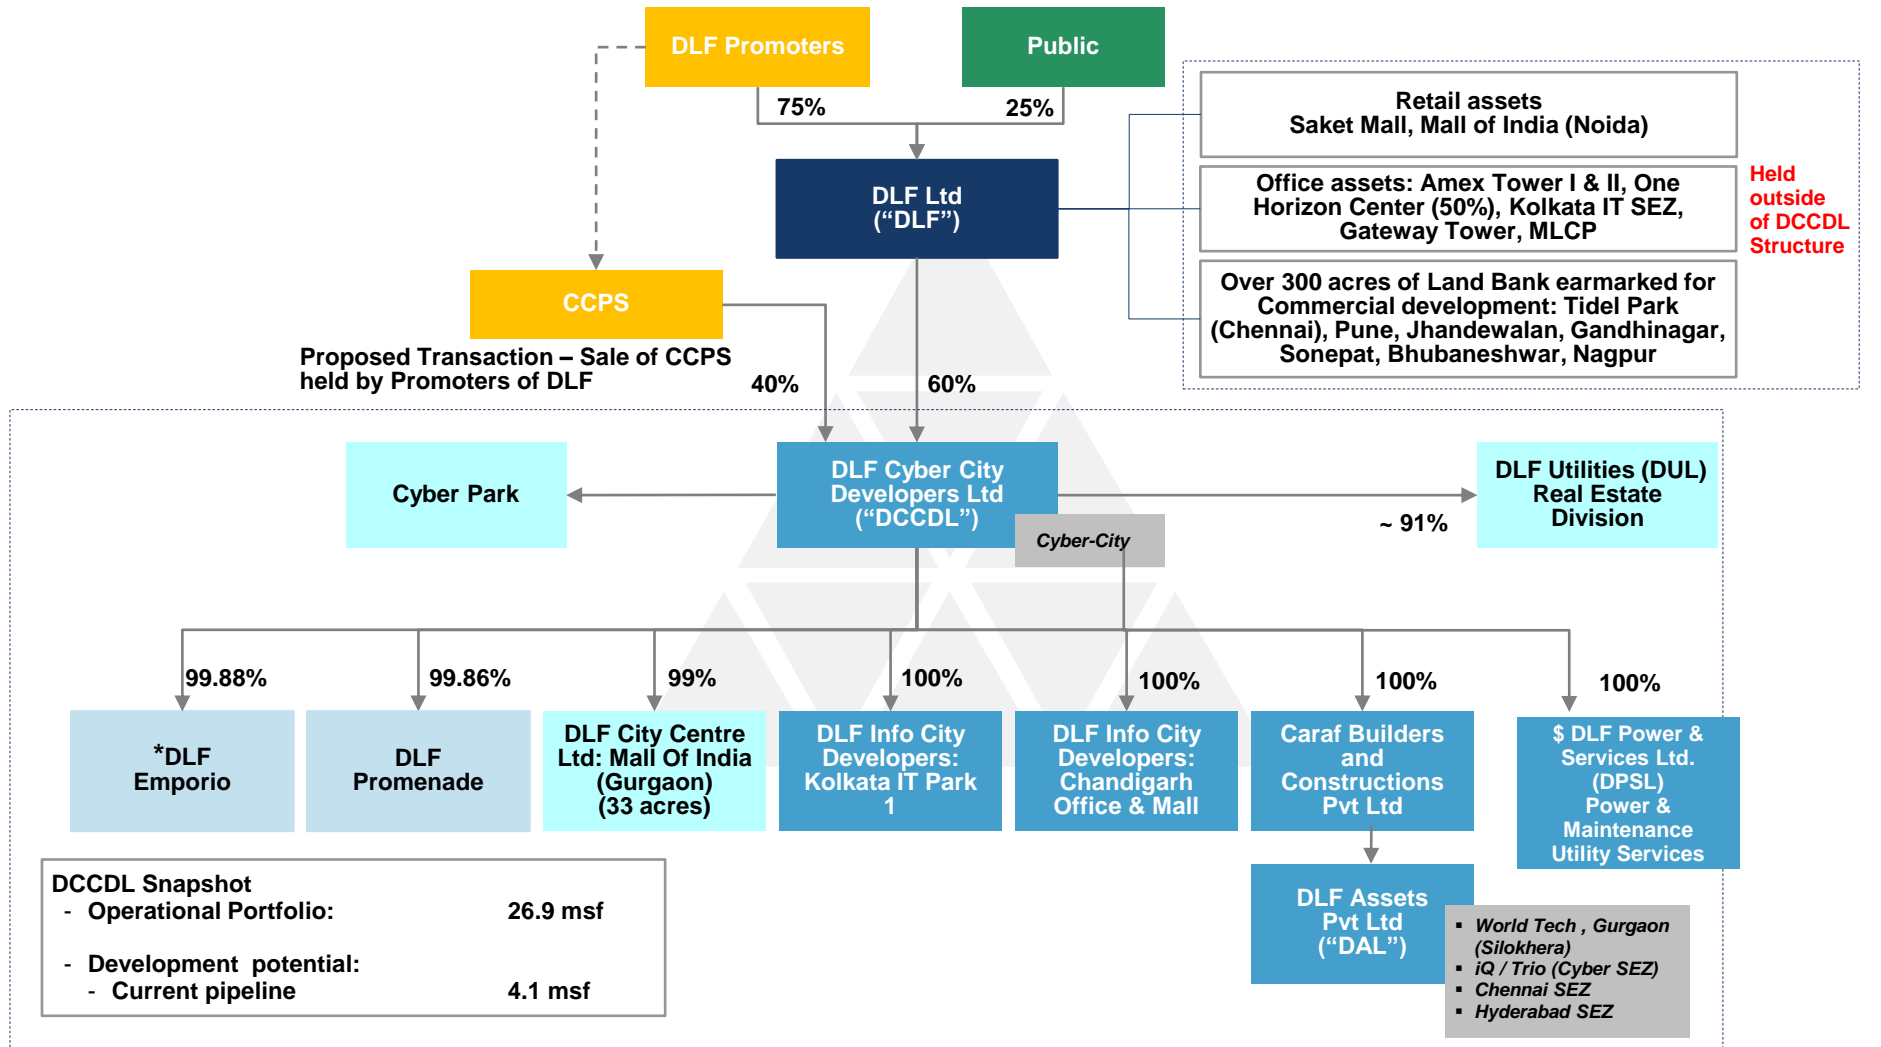 DLF Promoters
Public
75%
25%
DLF Ltd
(“DLF”)
Retail assets
Saket Mall, Mall of India (Noida)
Office assets: Amex Tower I & II, One
Horizon Center (50%), Kolkata IT SEZ,
Gateway Tower, MLCP
Over 300 acres of Land Bank earmarked for
Commercial development: Tidel Park
(Chennai), Pune, Jhandewalan, Gandhinagar,
Sonepat, Bhubaneshwar, Nagpur
Held
outside
of DCCDL
Structure
CCPS
Proposed Transaction – Sale of CCPS
held by Promoters of DLF
40%
60%
Cyber Park
DLF Cyber City
Developers Ltd
(“DCCDL”)
Cyber-City
~ 91%
DLF Utilities (DUL)
Real Estate
Division
99.88%
99.86%
99%
100%
100%
100%
100%
*DLF
Emporio
DLF
Promenade
DLF City Centre
Ltd: Mall Of India
(Gurgaon)
(33 acres)
DLF Info City
Developers:
Kolkata IT Park
1
DLF Info City
Developers:
Chandigarh
Office & Mall
Caraf Builders
and
Constructions
Pvt Ltd
$ DLF Power &
Services Ltd.
(DPSL)
Power &
Maintenance
Utility Services
DLF Assets
Pvt Ltd
(“DAL”)
▪ World Tech , Gurgaon
(Silokhera)
▪ iQ / Trio (Cyber SEZ)
▪ Chennai SEZ
▪ Hyderabad SEZ
DCCDL Snapshot
- Operational Portfolio: 26.9 msf
- Development potential:
- Current pipeline 4.1 msf